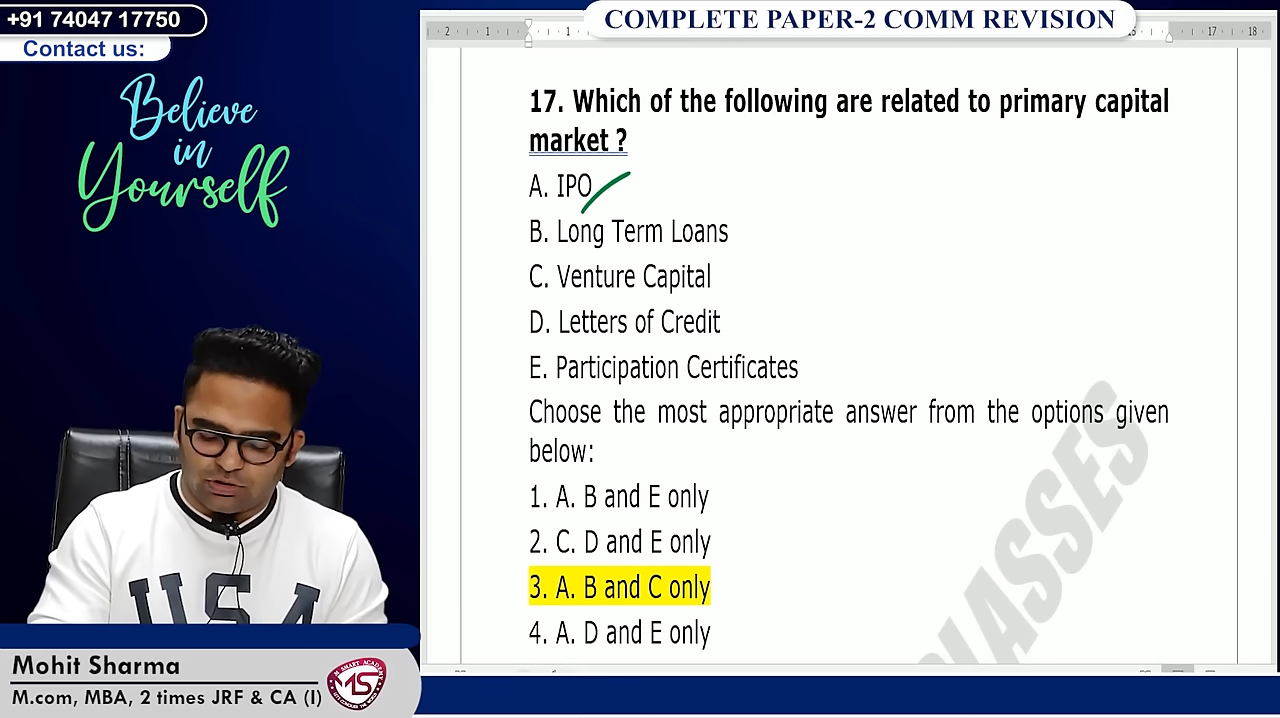 +91 74047 17750
Contact us:
COMPLETE PAPER-2 COMM REVISION
Believe
in
Yourself
17. Which of the following are related to primary capital
market ?
A. IPO
B. Long Term Loans
C. Venture Capital
D. Letters of Credit
E. Participation Certificates
Choose the most appropriate answer from the options given
below:
1. A. B and E only
2. C. D and E only
3. A. B and C only
4. A. D and E only
CLASSES
USA
Mohit Sharma
M.com, MBA, 2 times JRF & CA (I)
MS